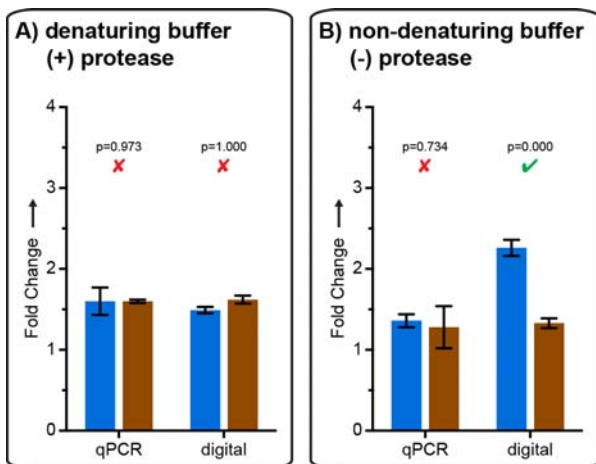 A) denaturing buffer
(+) protease
4
3
2
1
0
Fold Change →
p=0.973
✘
p=1.000
✘
qPCR
digital
B) non-denaturing buffer
(-) protease
4
3
2
1
0
Fold Change →
p=0.734
✘
p=0.000
✔
qPCR
digital